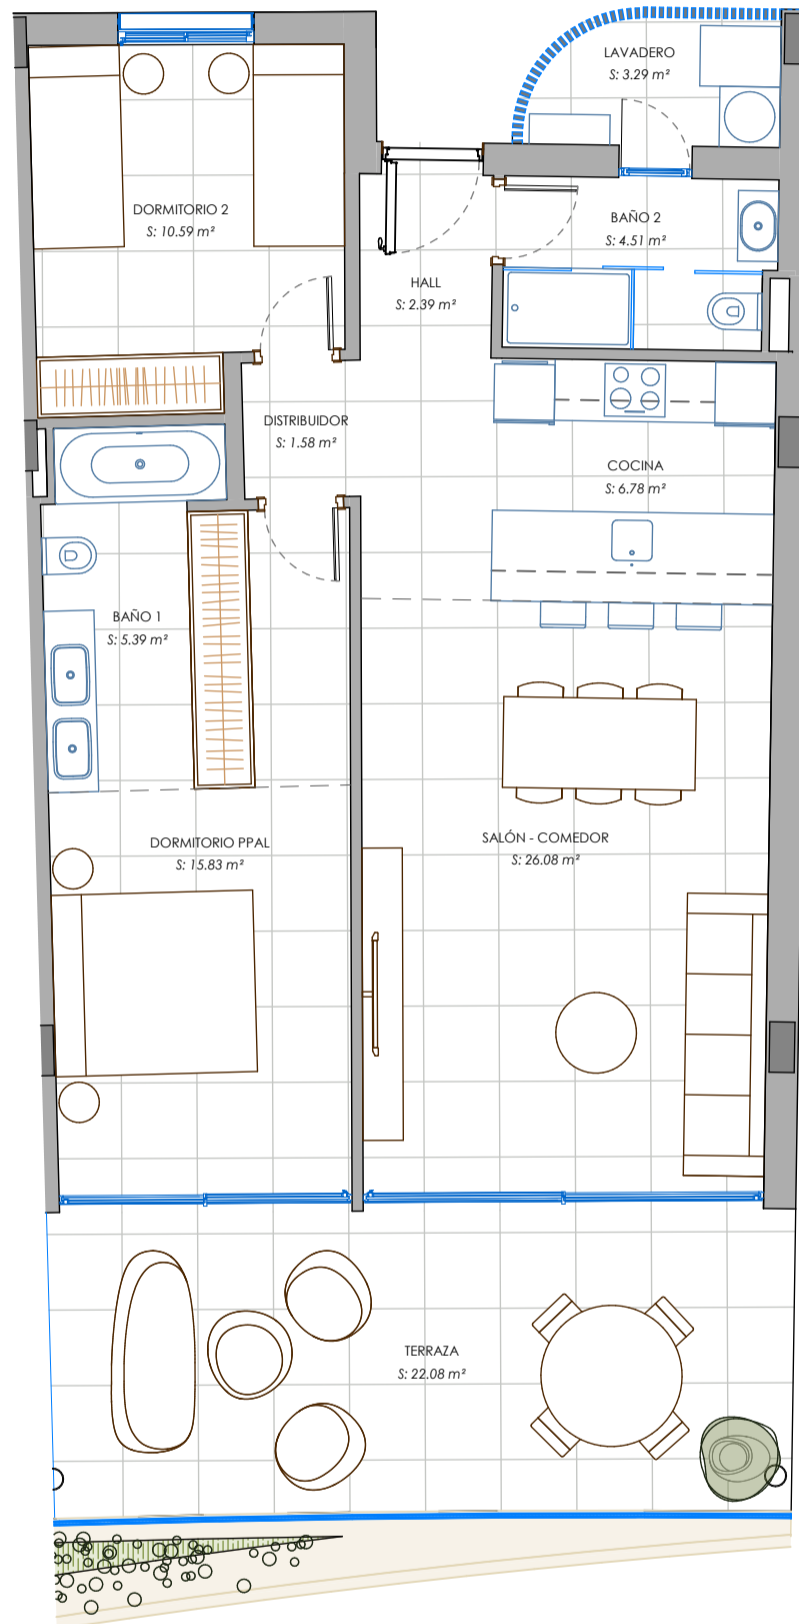 LAVADERO
S: 3.29 m²
DORMITORIO 2
S: 10.59 m²
BAÑO 2
S: 4.51 m²
HALL
S: 2.39 m²
DISTRIBUIDOR
S: 1.58 m²
COCINA
S: 6.78 m²
BAÑO 1
S: 5.39 m²
DORMITORIO PPAL
S: 15.83 m²
SALÓN - COMEDOR
S: 26.08 m²
TERRAZA
S: 22.08 m²